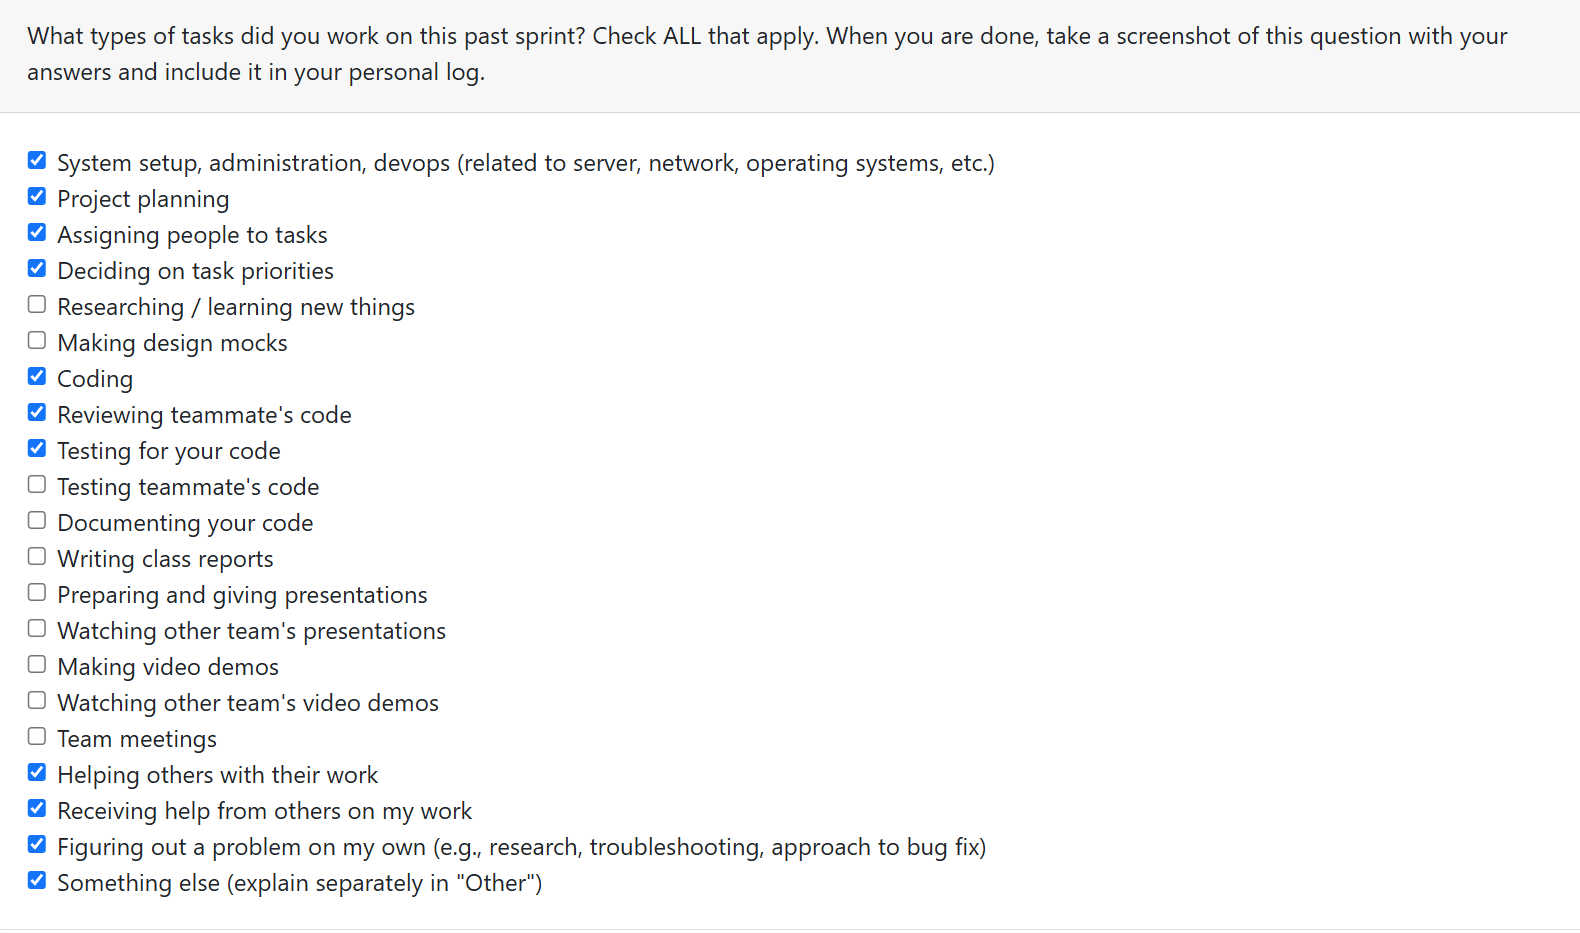 What types of tasks did you work on this past sprint? Check ALL that apply. When you are done, take a screenshot of this question with your
answers and include it in your personal log.
System setup, administration, devops (related to server, network, operating systems, etc.)
Project planning
Assigning people to tasks
Deciding on task priorities
Researching / learning new things
Making design mocks
Coding
Reviewing teammate's code
Testing for your code
Testing teammate's code
Documenting your code
Writing class reports
Preparing and giving presentations
Watching other team's presentations
Making video demos
Watching other team's video demos
Team meetings
Helping others with their work
Receiving help from others on my work
Figuring out a problem on my own (e.g., research, troubleshooting, approach to bug fix)
Something else (explain separately in "Other")